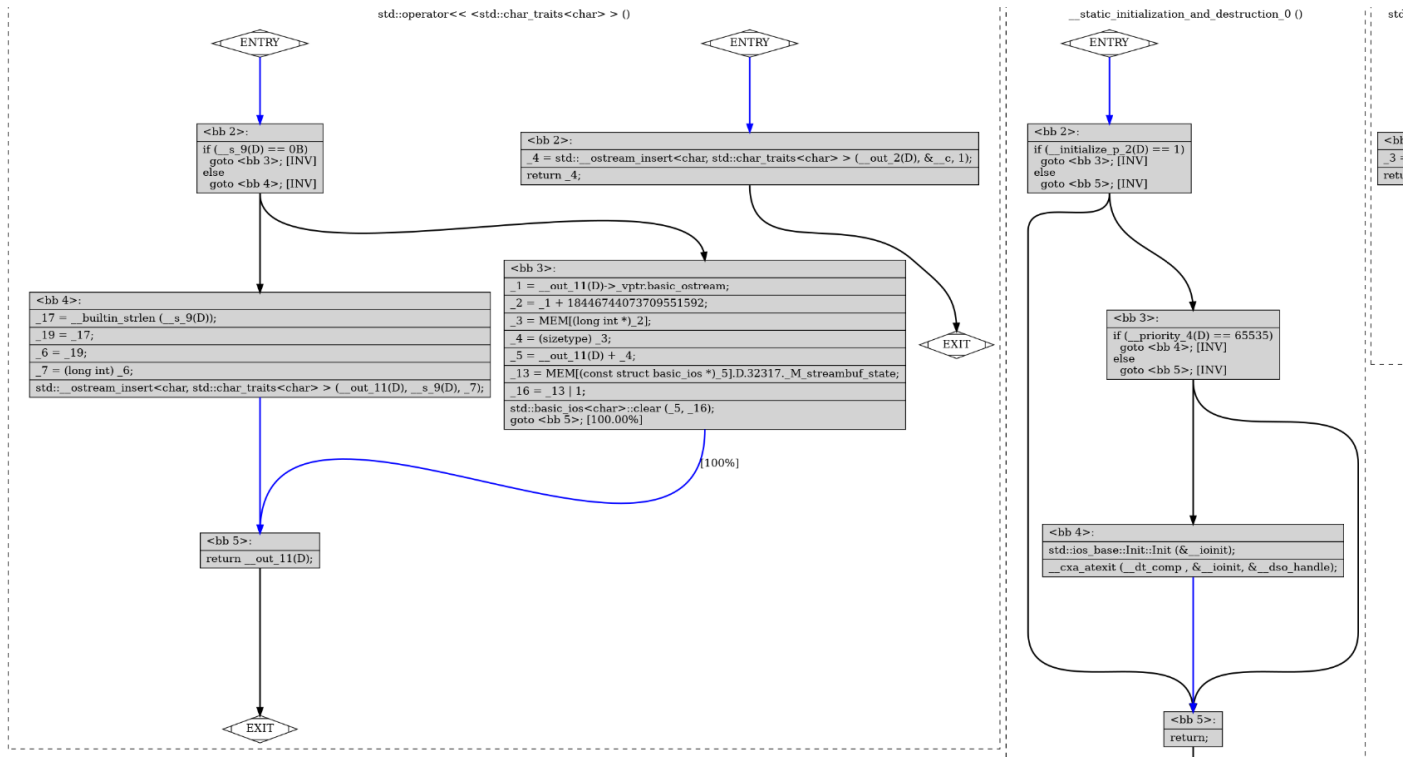 std::operator<< <std::char_traits<char> > ()
ENTRY
ENTRY
<bb 2>:
if (__s_9(D) == 0B)
goto <bb 3>; [INV]
else
goto <bb 4>; [INV]
<bb 2>:
_4 = std::__ostream_insert<char, std::char_traits<char> > (__out_2(D), &__c, 1);
return _4;
<bb 4>:
_17 = __builtin_strlen (__s_9(D));
_19 = _17;
_6 = _19;
_7 = (long int) _6;
std::__ostream_insert<char, std::char_traits<char> > (__out_11(D), __s_9(D), _7);
<bb 3>:
_1 = __out_11(D)->_vptr.basic_ostream;
_2 = _1 + 18446744073709551592;
_3 = MEM[(long int *)_2];
_4 = (sizetype) _3;
_5 = __out_11(D) + _4;
_13 = MEM[(const struct basic_ios *)_5].D.32317._M_streambuf_state;
_16 = _13 | 1;
std::basic_ios<char>::clear (_5, _16);
goto <bb 5>; [100.00%]
EXIT
[100%]
<bb 5>:
return __out_11(D);
EXIT
__static_initialization_and_destruction_0 ()
ENTRY
<bb 2>:
if (__initialize_p_2(D) == 1)
goto <bb 3>; [INV]
else
goto <bb 5>; [INV]
<bb 3>:
if (__priority_4(D) == 65535)
goto <bb 4>; [INV]
else
goto <bb 5>; [INV]
<bb 4>:
std::ios_base::Init::Init (&__ioinit);
__cxa_atexit (__dt_comp , &__ioinit, &__dso_handle);
<bb 5>:
return;
std
<bb
_3 =
retu